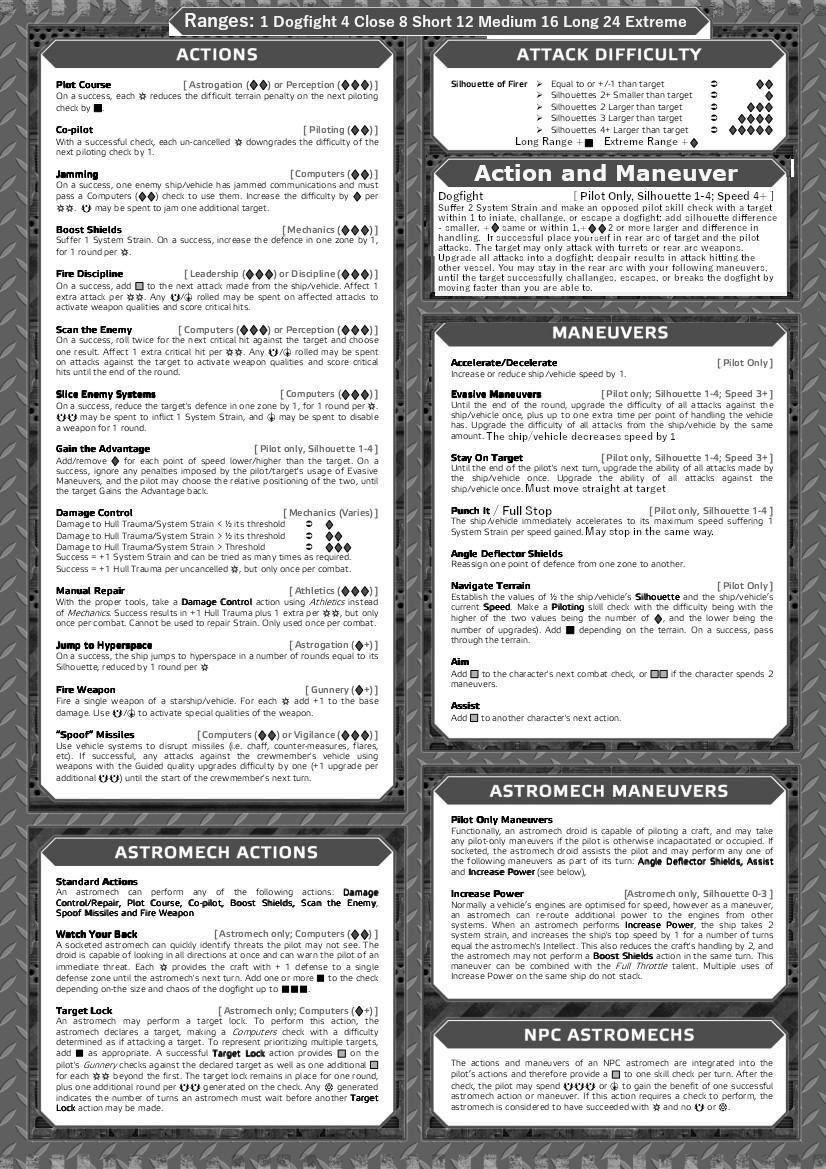 Ranges: 1 Dogfight 4 Close 8 Short 12 Medium 16 Long 24 Extreme
ACTIONS
Plot Course [ Astrogation (◆◆) or Perception (◆◆◆) ]
On a success, each ✲ reduces the difficult terrain penalty on the next piloting
check by ■.
Co-pilot [ Piloting (◆◆) ]
With a successful check, each un-cancelled ✲ downgrades the difficulty of the
next piloting check by 1.
Jamming [ Computers (◆◆) ]
On a success, one enemy ship/vehicle has jammed communications and must
pass a Computers (◆◆) check to use them. Increase the difficulty by ◆ per
may be spent to jam one additional target.
Boost Shields [ Mechanics (◆◆) ]
Suffer 1 System Strain. On a success, increase the defence in one zone by 1,
for 1 round per ✲.
Fire Discipline [ Leadership (◆◆◆) or Discipline (◆◆◆) ]
On a success, add □ to the next attack made from the ship/vehicle. Affect 1
extra attack per ✲✲. Any / rolled may be spent on affected attacks to
activate weapon qualities and score critical hits.
Scan the Enemy [ Computers (◆◆◆) or Perception (◆◆◆) ]
On a success, roll twice for the next critical hit against the target and choose
one result. Affect 1 extra critical hit per ✲✲. Any / rolled may be spent
on attacks against the target to activate weapon qualities and score critical
hits until the end of the round.
Slice Enemy Systems [ Computers (◆◆◆) ]
On a success, reduce the target's defence in one zone by 1, for 1 round per ✲.
may be spent to inflict 1 System Strain, and may be spent to disable
a weapon for 1 round.
Gain the Advantage [ Pilot only, Silhouette 1-4 ]
Add/remove ◆ for each point of speed lower/higher than the target. On a
success, ignore any penalties imposed by the pilot/target's usage of Evasive
Maneuvers, and the pilot may choose the relative positioning of the two, until
the target Gains the Advantage back.
Damage Control [ Mechanics (Varies) ]
Damage to Hull Trauma/System Strain < ½ its threshold ➲ ◆
Damage to Hull Trauma/System Strain > ½ its threshold ➲ ◆◆
Damage to Hull Trauma/System Strain > Threshold ➲ ◆◆◆
Success = +1 System Strain and can be tried as many times as required.
Success = +1 Hull Trauma per uncancelled ✲, but only once per combat.
Manual Repair [ Athletics (◆◆◆) ]
With the proper tools, take a Damage Control action using Athletics instead
of Mechanics. Success results in +1 Hull Trauma plus 1 extra per ✲✲, but only
once per combat. Cannot be used to repair Strain. Only used once per combat.
Jump to Hyperspace [ Astrogation (◆+) ]
On a success, the ship jumps to hyperspace in a number of rounds equal to its
Silhouette, reduced by 1 round per ✲
Fire Weapon [ Gunnery (◆+) ]
Fire a single weapon of a starship/vehicle. For each ✲ add +1 to the base
damage. Use / to activate special qualities of the weapon.
"Spoof" Missiles [ Computers (◆◆) or Vigilance (◆◆◆) ]
Use vehicle systems to disrupt missiles (i.e. chaff, counter-measures, flares,
etc). If successful, any attacks against the crewmember's vehicle using
weapons with the Guided quality upgrades difficulty by one (+1 upgrade per
additional ) until the start of the crewmember's next turn.
ASTROMECH ACTIONS
Standard Actions
An astromech can perform any of the following actions: Damage
Control/Repair, Plot Course, Co-pilot, Boost Shields, Scan the Enemy,
Spoof Missiles and Fire Weapon
Watch Your Back [ Astromech only; Computers (◆◆) ]
A socketed astromech can quickly identify threats the pilot may not see. The
droid is capable of looking in all directions at once and can warn the pilot of an
immediate threat. Each ✲ provides the craft with + 1 defense to a single
defense zone until the astromech's next turn. Add one or more ■ to the check
depending on the size and chaos of the dogfight up to ■■■.
Target Lock [ Astromech only; Computers (◆+) ]
An astromech may perform a target lock. To perform this action, the
astromech declares a target, making a Computers check with a difficulty
determined as if attacking a target. To represent prioritizing multiple targets,
add ■ as appropriate. A successful Target Lock action provides □ on the
pilot's Gunnery checks against the declared target as well as one additional □
for each ✲✲ beyond the first. The target lock remains in place for one round,
plus one additional round per generated on the check. Any generated
indicates the number of turns an astromech must wait before another Target
Lock action may be made.
ATTACK DIFFICULTY
Silhouette of Firer ➢ Equal to or +/-1 than target ➲ ◆◆
➢ Silhouettes 2+ Smaller than target ➲ ◆
➢ Silhouettes 2 Larger than target ➲ ◆◆◆
➢ Silhouettes 3 Larger than target ➲ ◆◆◆◆
➢ Silhouettes 4+ Larger than target ➲ ◆◆◆◆◆
Long Range +■ Extreme Range +◆
Action and Maneuver
Dogfight [ Pilot Only, Silhouette 1-4; Speed 4+ ]
Suffer 2 System Strain and make an opposed pilot skill check with a target
within 1 to iniate, challange, or escape a dogfight; add silhouette difference
- smaller, +◆ same or within 1,+◆◆2 or more larger and difference in
handling. Ir successful place yourself in rear arc of target and the pilot
attacks. The target may only attack with turrets or rear arc weapons.
Upgrade all attacks into a dogfight; despair results in attack hitting the
other vessel. You may stay in the rear arc with your following maneuvers,
until the target successfully challanges, escapes, or breaks the dogfight by
moving faster than you are able to.
MANEUVERS
Accelerate/Decelerate [ Pilot Only ]
Increase or reduce ship/vehicle speed by 1.
Evasive Maneuvers [ Pilot only; Silhouette 1-4; Speed 3+ ]
Until the end of the round, upgrade the difficulty of all attacks against the
ship/vehicle once, plus up to one extra time per point of handling the vehicle
has. Upgrade the difficulty of all attacks from the ship/vehicle by the same
amount. The ship/vehicle decreases speed by 1
Stay On Target [ Pilot only; Silhouette 1-4; Speed 3+ ]
Until the end of the pilot's next turn, upgrade the ability of all attacks made by
the ship/vehicle once. Upgrade the ability of all attacks against the
ship/vehicle once. Must move straight at target
Punch It / Full Stop [ Pilot only, Silhouette 1-4 ]
The ship/vehicle immediately accelerates to its maximum speed suffering 1
System Strain per speed gained. May stop in the same way.
Angle Deflector Shields
Reassign one point of defence from one zone to another.
Navigate Terrain [ Pilot Only ]
Establish the values of ½ the ship/vehicle's Silhouette and the ship/vehicle's
current Speed. Make a Piloting skill check with the difficulty being with the
higher of the two values being the number of ◆, and the lower being the
number of upgrades). Add ■ depending on the terrain. On a success, pass
through the terrain.
Aim
Add □ to the character's next combat check, or □□ if the character spends 2
maneuvers.
Assist
Add □ to another character's next action.
ASTROMECH MANEUVERS
Pilot Only Maneuvers
Functionally, an astromech droid is capable of piloting a craft, and may take
any pilot-only maneuvers if the pilot is otherwise incapacitated or occupied. If
socketed, the astromech droid assists the pilot and may perform any one of
the following maneuvers as part of its turn: Angle Deflector Shields, Assist
and Increase Power (see below),
Increase Power [Astromech only, Silhouette 0-3 ]
Normally a vehicle's engines are optimised for speed, however as a maneuver,
an astromech can re-route additional power to the engines from other
systems. When an astromech performs Increase Power, the ship takes 2
system strain, and increases the ship's top speed by 1 for a number of turns
equal the astromech's Intellect. This also reduces the craft's handling by 2, and
the astromech may not perform a Boost Shields action in the same turn. This
maneuver can be combined with the Full Throttle talent. Multiple uses of
Increase Power on the same ship do not stack.
NPC ASTROMECHS
The actions and maneuvers of an NPC astromech are integrated into the
pilot's actions and therefore provide a □ to one skill check per turn. After the
check, the pilot may spend or to gain the benefit of one successful
astromech action or maneuver. If this action requires a check to perform, the
astromech is considered to have succeeded with ✲ and no or .